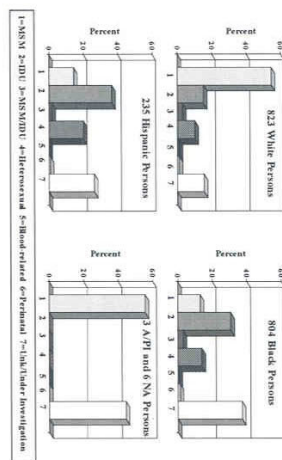 823 White Persons
Percent
60
40
20
0
1 2 3 4 5 6 7
804 Black Persons
Percent
60
40
20
0
1 2 3 4 5 6 7
235 Hispanic Persons
Percent
60
40
20
0
1 2 3 4 5 6 7
3 A/PI and 6 NA Persons
Percent
60
40
20
0
1 2 3 4 5 6 7
1=MSM 2=IDU 3=MSM/IDU 4=Heterosexual 5=Blood-related 6=Perinatal 7=Unk/Under Investigation